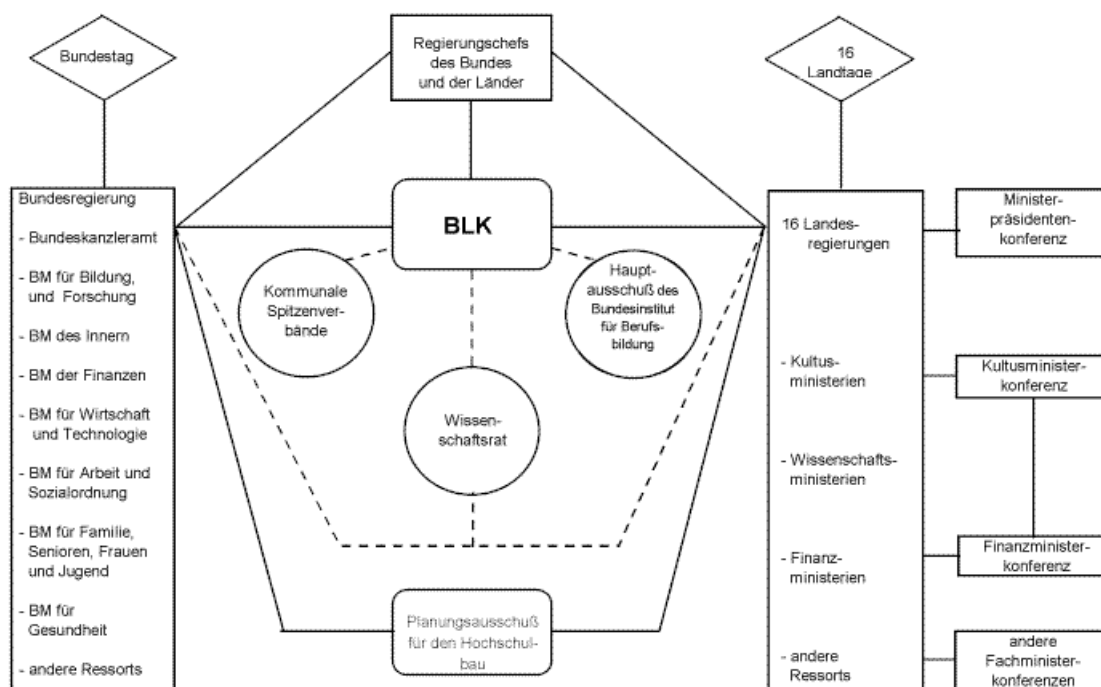 Bundestag
Regierungschefs
des Bundes
und der Länder
16
Landtage
Bundesregierung
- Bundeskanzleramt
- BM für Bildung,
und Forschung
- BM des Innern
- BM der Finanzen
- BM für Wirtschaft
und Technologie
- BM für Arbeit und
Sozialordnung
- BM für Familie,
Senioren, Frauen
und Jugend
- BM für
Gesundheit
- andere Ressorts
BLK
Kommunale
Spitzenver-
bände
Haupt-
ausschuß des
Bundesinstitut
für Berufs-
bildung
Wissen-
schaftsrat
Planungsausschuß
für den Hochschul-
bau
16 Landes-
regierungen
- Kultus-
ministerien
- Wissenschafts-
ministerien
- Finanz-
ministerien
- andere
Ressorts
Minister-
präsidenten-
konferenz
Kultusminister-
konferenz
Finanzminister-
konferenz
andere
Fachminister-
konferenzen